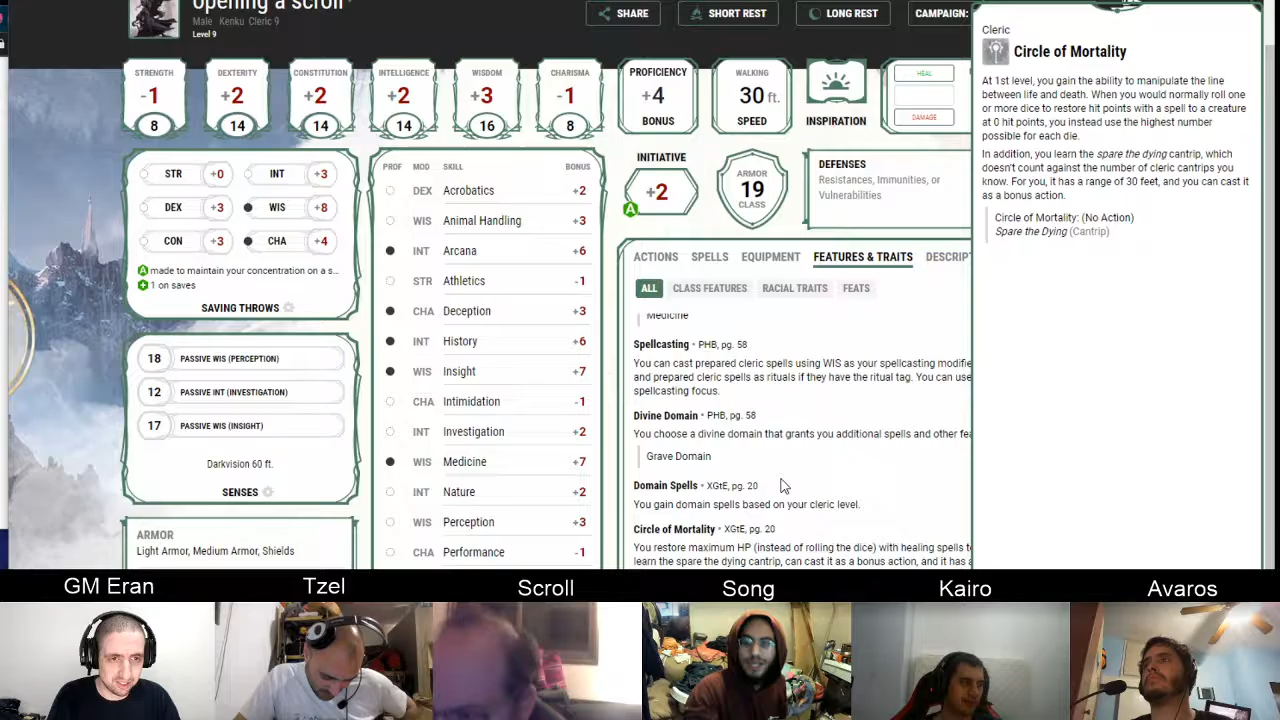 opening a scroll
Male Kenku Cleric 9
Level 9
SHARE
SHORT REST
LONG REST
CAMPAIGN:
STRENGTH
-1
8
DEXTERITY
+2
14
CONSTITUTION
+2
14
INTELLIGENCE
+2
14
WISDOM
+3
16
CHARISMA
-1
8
PROFICIENCY
+4
BONUS
WALKING
30 ft.
SPEED
INSPIRATION
HEAL
DAMAGE
STR +0
INT +3
DEX +3
WIS +8
CON +3
CHA +4
A made to maintain your concentration on a s...
1 on saves
SAVING THROWS
18 PASSIVE WIS (PERCEPTION)
12 PASSIVE INT (INVESTIGATION)
17 PASSIVE WIS (INSIGHT)
Darkvision 60 ft.
SENSES
ARMOR
Light Armor, Medium Armor, Shields
PROF MOD SKILL BONUS
DEX Acrobatics +2
WIS Animal Handling +3
INT Arcana +6
STR Athletics -1
CHA Deception +3
INT History +6
WIS Insight +7
CHA Intimidation -1
INT Investigation +2
WIS Medicine +7
INT Nature +2
WIS Perception +3
CHA Performance -1
INITIATIVE
+2
A
ARMOR
19
CLASS
DEFENSES
Resistances, Immunities, or
Vulnerabilities
ACTIONS SPELLS EQUIPMENT FEATURES & TRAITS DESCRIPT
ALL CLASS FEATURES RACIAL TRAITS FEATS
Medicine
Spellcasting • PHB, pg. 58
You can cast prepared cleric spells using WIS as your spellcasting modifie
and prepared cleric spells as rituals if they have the ritual tag. You can use
spellcasting focus.
Divine Domain • PHB, pg. 58
You choose a divine domain that grants you additional spells and other fea
Grave Domain
Domain Spells • XGtE, pg. 20
You gain domain spells based on your cleric level.
Circle of Mortality • XGtE, pg. 20
You restore maximum HP (instead of rolling the dice) with healing spells t
learn the spare the dying cantrip, can cast it as a bonus action, and it has a
Cleric
Circle of Mortality
At 1st level, you gain the ability to manipulate the line
between life and death. When you would normally roll one
or more dice to restore hit points with a spell to a creature
at 0 hit points, you instead use the highest number
possible for each die.
In addition, you learn the spare the dying cantrip, which
doesn't count against the number of cleric cantrips you
know. For you, it has a range of 30 feet, and you can cast it
as a bonus action.
Circle of Mortality: (No Action)
Spare the Dying (Cantrip)
GM Eran
Tzel
Scroll
Song
Kairo
Avaros